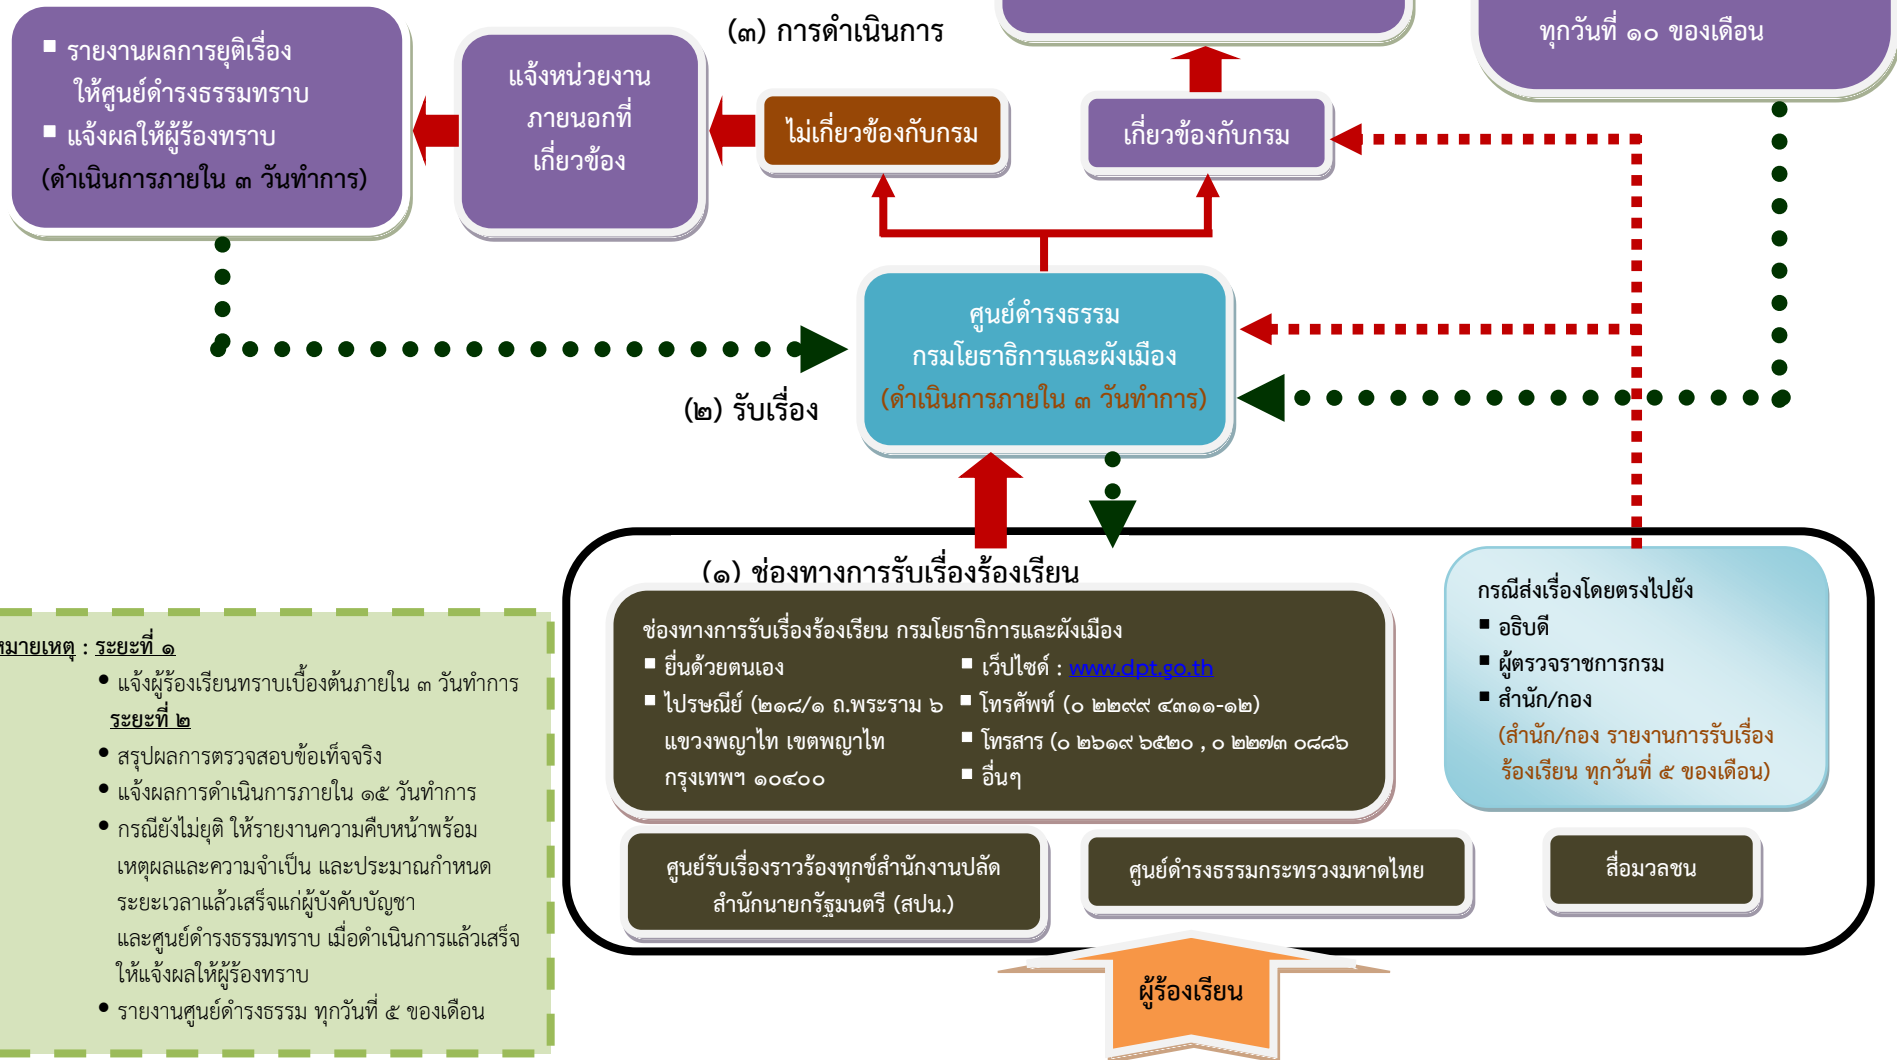 ทุกวันที่ ๑๐ ของเดือน
(๓) การดำเนินการ
▪ รายงานผลการยุติเรื่อง
ให้ศูนย์ดำรงธรรมทราบ
▪ แจ้งผลให้ผู้ร้องทราบ
(ดำเนินการภายใน ๓ วันทำการ)
แจ้งหน่วยงาน
ภายนอกที่
เกี่ยวข้อง
ไม่เกี่ยวข้องกับกรม
เกี่ยวข้องกับกรม
ศูนย์ดำรงธรรม
กรมโยธาธิการและผังเมือง
(ดำเนินการภายใน ๓ วันทำการ)
(๒) รับเรื่อง
(๑) ช่องทางการรับเรื่องร้องเรียน
ช่องทางการรับเรื่องร้องเรียน กรมโยธาธิการและผังเมือง
▪ ยื่นด้วยตนเอง
▪ ไปรษณีย์ (๒๑๘/๑ ถ.พระราม ๖
แขวงพญาไท เขตพญาไท
กรุงเทพฯ ๑๐๔๐๐
▪ เว็ปไซด์ : www.dpt.go.th
▪ โทรศัพท์ (๐ ๒๒๙๙ ๔๓๑๑-๑๒)
▪ โทรสาร (๐ ๒๖๑๙ ๖๕๒๐ , ๐ ๒๒๗๓ ๐๘๘๖
▪ อื่นๆ
กรณีส่งเรื่องโดยตรงไปยัง
▪ อธิบดี
▪ ผู้ตรวจราชการกรม
▪ สำนัก/กอง
(สำนัก/กอง รายงานการรับเรื่อง
ร้องเรียน ทุกวันที่ ๕ ของเดือน)
ศูนย์รับเรื่องราวร้องทุกข์สำนักงานปลัด
สำนักนายกรัฐมนตรี (สปน.)
ศูนย์ดำรงธรรมกระทรวงมหาดไทย
สื่อมวลชน
ผู้ร้องเรียน
หมายเหตุ : ระยะที่ ๑
• แจ้งผู้ร้องเรียนทราบเบื้องต้นภายใน ๓ วันทำการ
ระยะที่ ๒
• สรุปผลการตรวจสอบข้อเท็จจริง
• แจ้งผลการดำเนินการภายใน ๑๕ วันทำการ
• กรณียังไม่ยุติ ให้รายงานความคืบหน้าพร้อม
เหตุผลและความจำเป็น และประมาณกำหนด
ระยะเวลาแล้วเสร็จแก่ผู้บังคับบัญชา
และศูนย์ดำรงธรรมทราบ เมื่อดำเนินการแล้วเสร็จ
ให้แจ้งผลให้ผู้ร้องทราบ
• รายงานศูนย์ดำรงธรรม ทุกวันที่ ๕ ของเดือน